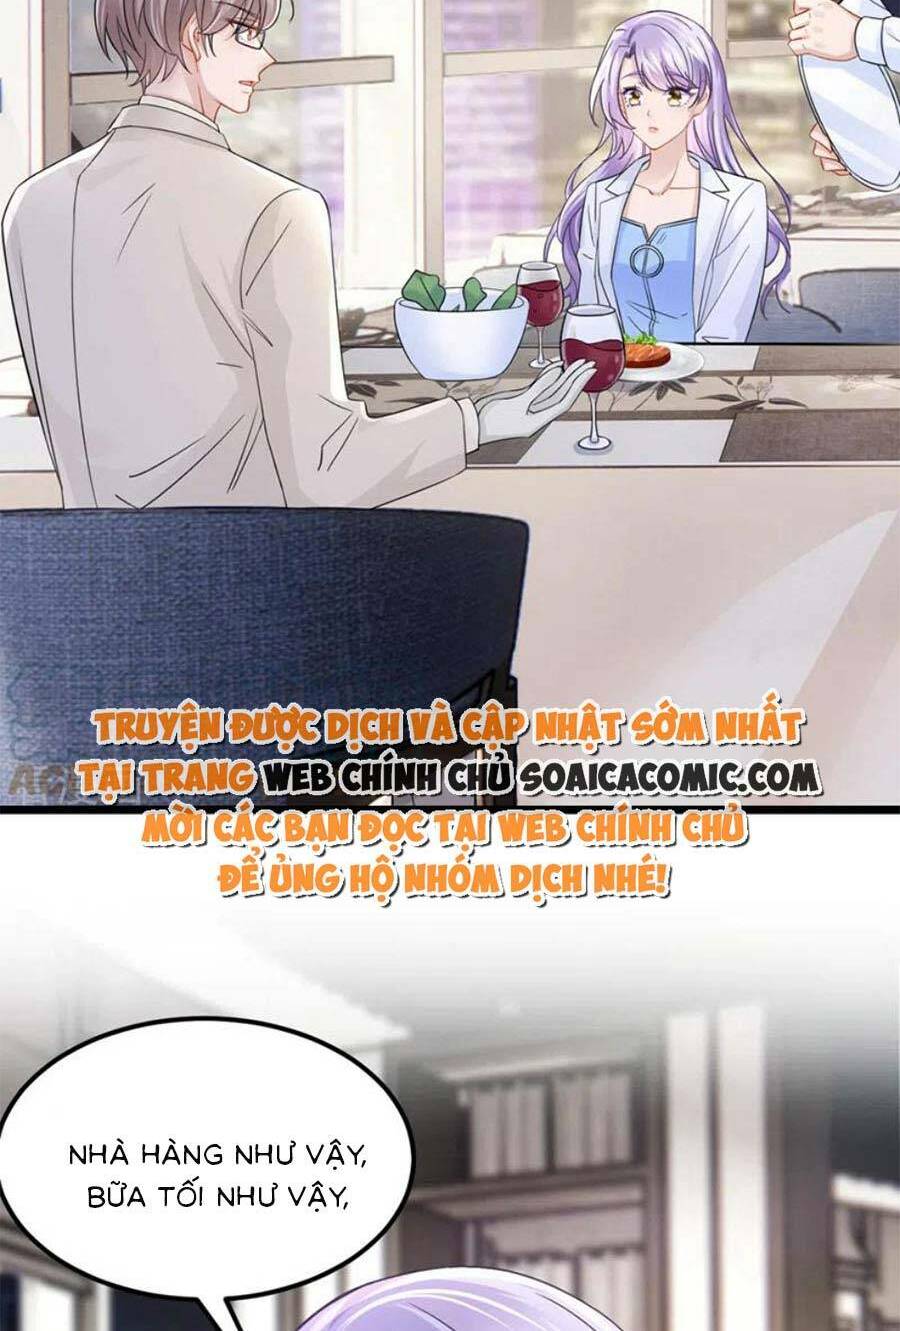 TRUYỆN ĐƯỢC DỊCH VÀ CẬP NHẬT SỚM NHẤT
TẠI TRANG WEB CHÍNH CHỦ SOAICACOMIC.COM
MỜI CÁC BẠN ĐỌC TẠI WEB CHÍNH CHỦ
ĐỂ ỦNG HỘ NHÓM DỊCH NHÉ!
NHÀ HÀNG NHƯ VẬY,
BỮA TỐI NHƯ VẬY,